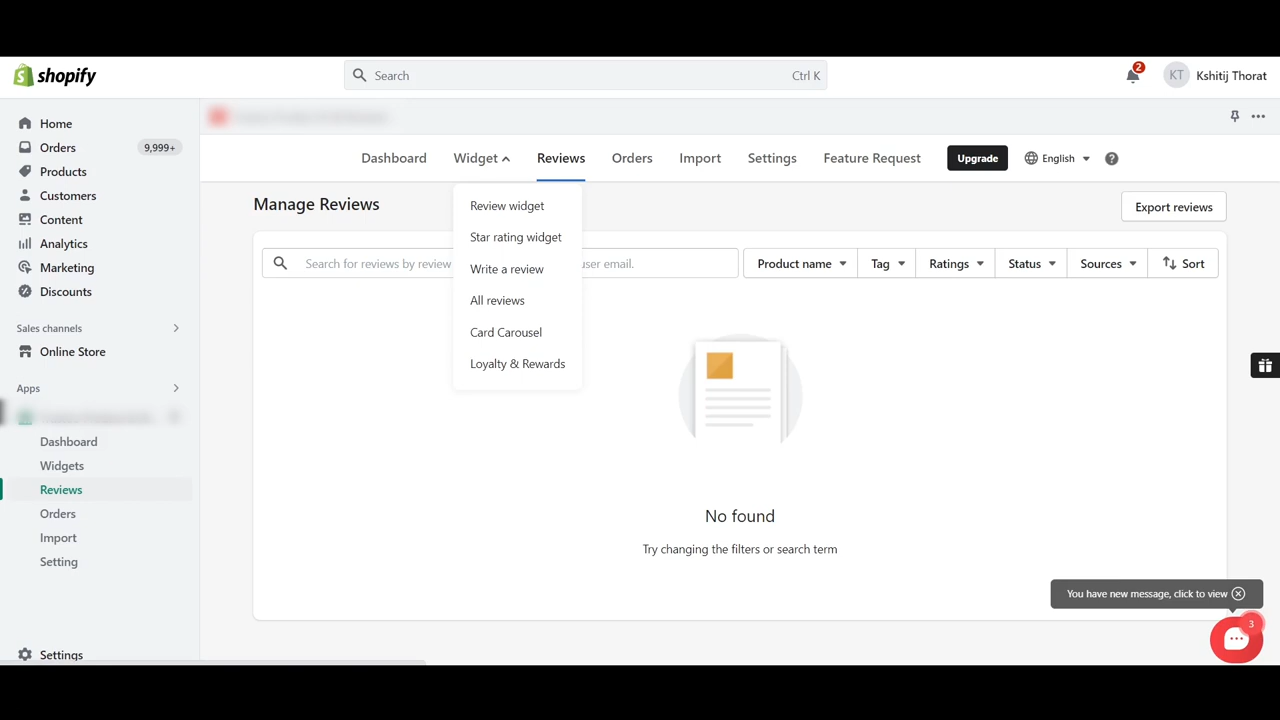 shopify
Search
Ctrl K
2
KT
Kshitij Thorat
Home
Orders
9,999+
Products
Customers
Content
Analytics
Marketing
Discounts
Sales channels
Online Store
Apps
Dashboard
Widgets
Reviews
Orders
Import
Setting
Settings
Dashboard
Widget
Reviews
Orders
Import
Settings
Feature Request
Upgrade
English
?
Review widget
Star rating widget
Write a review
All reviews
Card Carousel
Loyalty & Rewards
Manage Reviews
Export reviews
Search for reviews by review
user email.
Product name
Tag
Ratings
Status
Sources
Sort
No found
Try changing the filters or search term
You have new message, click to view
3